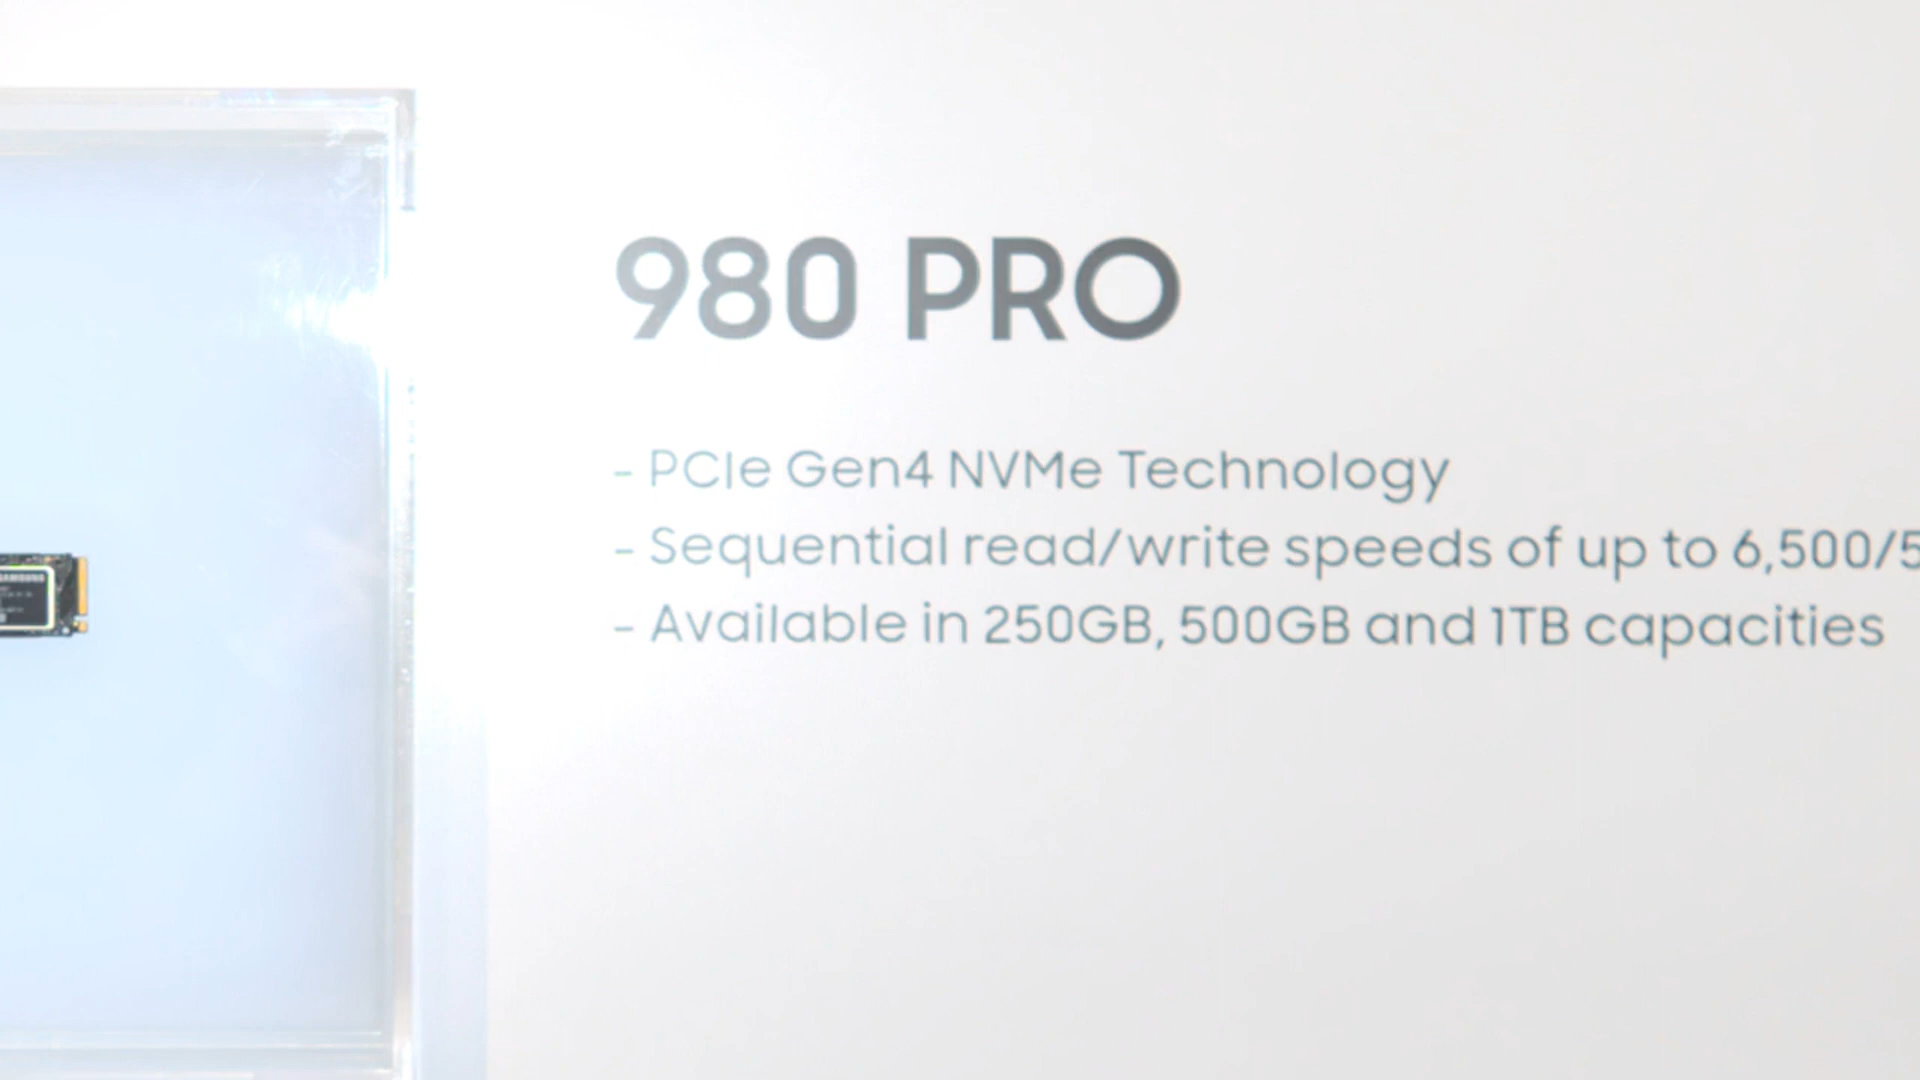 980 PRO
- PCIe Gen4 NVMe Technology
- Sequential read/write speeds of up to 6,500/5
- Available in 250GB, 500GB and 1TB capacities
SAMSUNG